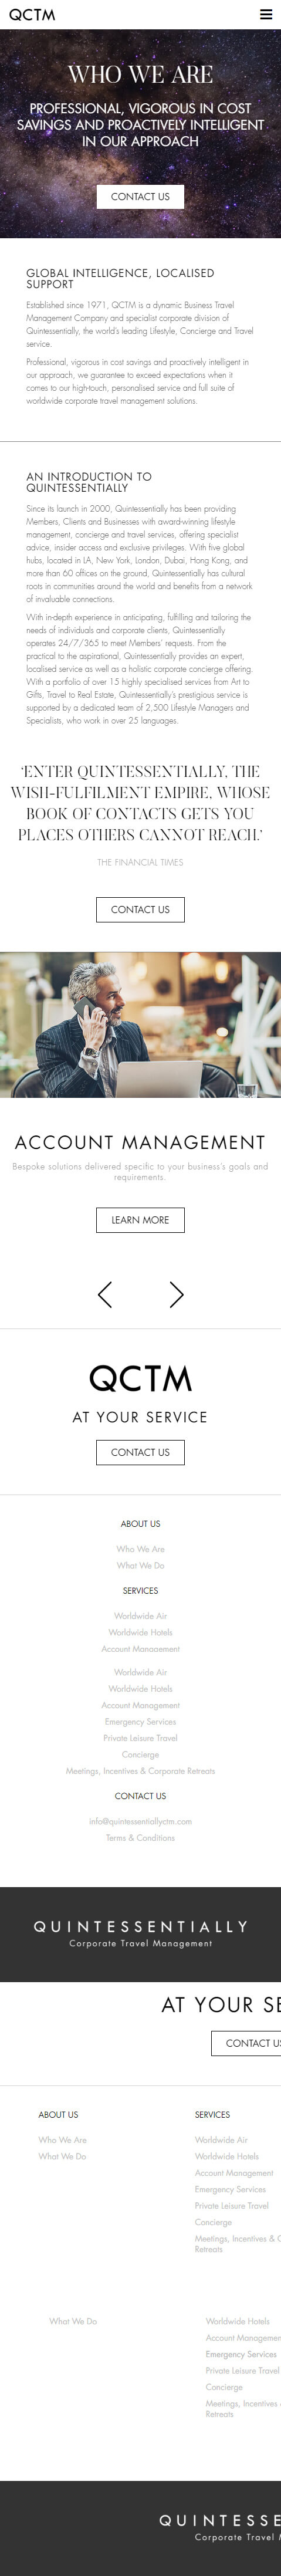 QCTM
WHO WE ARE
PROFESSIONAL, VIGOROUS IN COST
SAVINGS AND PROACTIVELY INTELLIGENT
IN OUR APPROACH
CONTACT US
GLOBAL INTELLIGENCE, LOCALISED
SUPPORT
Established since 1971, QCTM is a dynamic Business Travel
Management Company and specialist corporate division of
Quintessentially, the world's leading Lifestyle, Concierge and Travel
service.
Professional, vigorous in cost savings and proactively intelligent in
our approach, we guarantee to exceed expectations when it
comes to our high-touch, personalised service and full suite of
worldwide corporate travel management solutions.
AN INTRODUCTION TO
QUINTESSENTIALLY
Since its launch in 2000, Quintessentially has been providing
Members, Clients and Businesses with award-winning lifestyle
management, concierge and travel services, offering specialist
advice, insider access and exclusive privileges. With five global
hubs, located in LA, New York, London, Dubai, Hong Kong, and
more than 60 offices on the ground, Quintessentially has cultural
roots in communities around the world and benefits from a network
of invaluable connections.
With in-depth experience in anticipating, fulfilling and tailoring the
needs of individuals and corporate clients, Quintessentially
operates 24/7/365 to meet Members' requests. From the
practical to the aspirational, Quintessentially provides an expert,
localised service as well as a holistic corporate concierge offering.
With a portfolio of over 15 highly specialised services from Art to
Gifts, Travel to Real Estate, Quintessentially's prestigious service is
supported by a dedicated team of 2,500 Lifestyle Managers and
Specialists, who work in over 25 languages.
‘ENTER QUINTESSENTIALLY, THE
WISH-FULFILMENT EMPIRE, WHOSE
BOOK OF CONTACTS GETS YOU
PLACES OTHERS CANNOT REACH.’
THE FINANCIAL TIMES
CONTACT US
ACCOUNT MANAGEMENT
Bespoke solutions delivered specific to your business's goals and
requirements.
LEARN MORE
QCTM
AT YOUR SERVICE
CONTACT US
ABOUT US
Who We Are
What We Do
SERVICES
Worldwide Air
Worldwide Hotels
Account Management
Worldwide Air
Worldwide Hotels
Account Management
Emergency Services
Private Leisure Travel
Concierge
Meetings, Incentives & Corporate Retreats
CONTACT US
info@quintessentiallyctm.com
Terms & Conditions
QUINTESSENTIALLY
Corporate Travel Management
AT YOUR SE
CONTACT US
ABOUT US
Who We Are
What We Do
SERVICES
Worldwide Air
Worldwide Hotels
Account Management
Emergency Services
Private Leisure Travel
Concierge
Meetings, Incentives & C
Retreats
What We Do
Worldwide Hotels
Account Managemen
Emergency Services
Private Leisure Travel
Concierge
Meetings, Incentives
Retreats
QUINTESSE
Corporate Travel